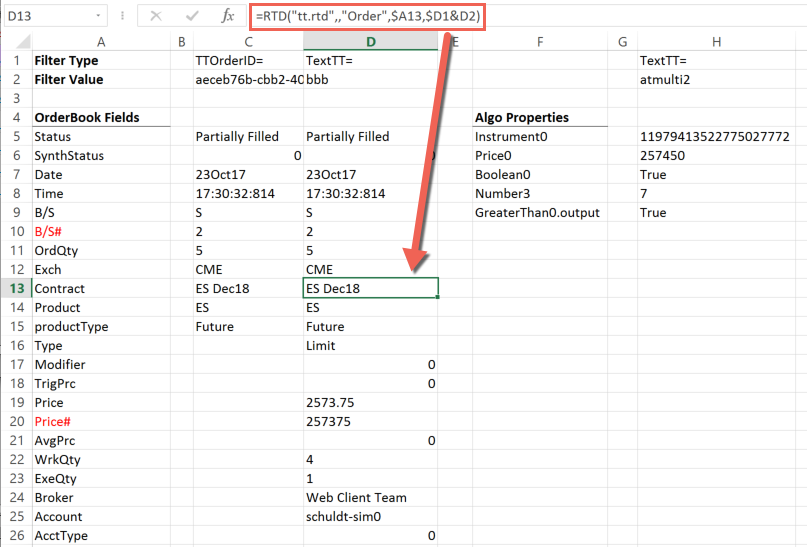 D13 fx =RTD("tt.rtd",,"Order",$A13,$D1&D2)
A B C D E F G H
1 Filter Type TTOrderID= TextTT= TextTT=
2 Filter Value aeceb76b-cbb2-40 bbb atmulti2
3
4 OrderBook Fields Algo Properties
5 Status Partially Filled Partially Filled Instrument0 11979413522775027772
6 SynthStatus 0 0 Price0 257450
7 Date 23Oct17 23Oct17 Boolean0 True
8 Time 17:30:32:814 17:30:32:814 Number3 7
9 B/S S S GreaterThan0.output True
10 B/S# 2 2
11 OrdQty 5 5
12 Exch CME CME
13 Contract ES Dec18 ES Dec18
14 Product ES ES
15 productType Future Future
16 Type Limit
17 Modifier 0
18 TrigPrc 0
19 Price 2573.75
20 Price# 257375
21 AvgPrc 0
22 WrkQty 4
23 ExeQty 1
24 Broker Web Client Team
25 Account schuldt-sim0
26 AcctType 0